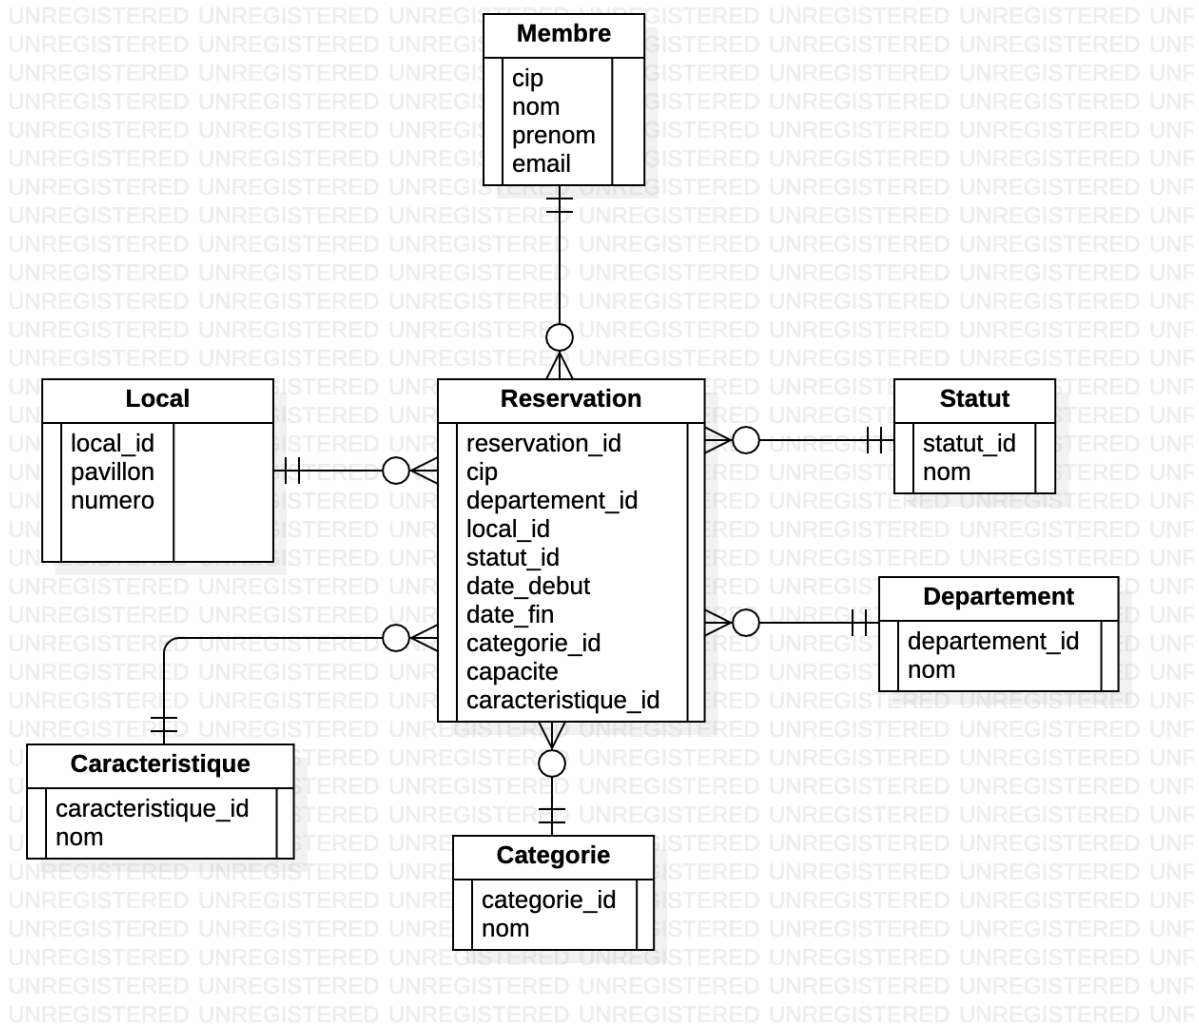 Membre
cip
nom
prenom
email
Local
local_id
pavillon
numero
Reservation
reservation_id
cip
departement_id
local_id
statut_id
date_debut
date_fin
categorie_id
capacite
caracteristique_id
Statut
statut_id
nom
Departement
departement_id
nom
Caracteristique
caracteristique_id
nom
Categorie
categorie_id
nom
UNREGISTERED